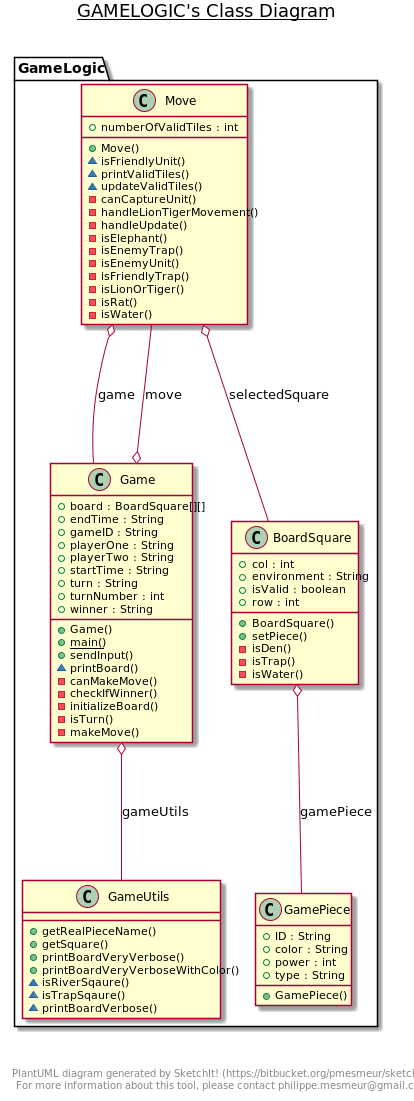 GAMELOGIC's Class Diagram
GameLogic
C Move
numberOfValidTiles : int
Move()
isFriendlyUnit()
printValidTiles()
updateValidTiles()
canCaptureUnit()
handleLionTigerMovement()
handleUpdate()
isElephant()
isEnemyTrap()
isEnemyUnit()
isFriendlyTrap()
isLionOrTiger()
isRat()
isWater()
game
move
selectedSquare
C Game
board : BoardSquare[][]
endTime : String
gameID : String
playerOne : String
playerTwo : String
startTime : String
turn : String
turnNumber : int
winner : String
Game()
main()
sendInput()
printBoard()
canMakeMove()
checkIfWinner()
initializeBoard()
isTurn()
makeMove()
C BoardSquare
col : int
environment : String
isValid : boolean
row : int
BoardSquare()
setPiece()
isDen()
isTrap()
isWater()
gameUtils
gamePiece
C GameUtils
getRealPieceName()
getSquare()
printBoardVeryVerbose()
printBoardVeryVerboseWithColor()
isRiverSqaure()
isTrapSqaure()
printBoardVerbose()
C GamePiece
ID : String
color : String
power : int
type : String
GamePiece()
PlantUML diagram generated by SketchIt! (https://bitbucket.org/pmesmeur/sketch
For more information about this tool, please contact philippe.mesmeur@gmail.c